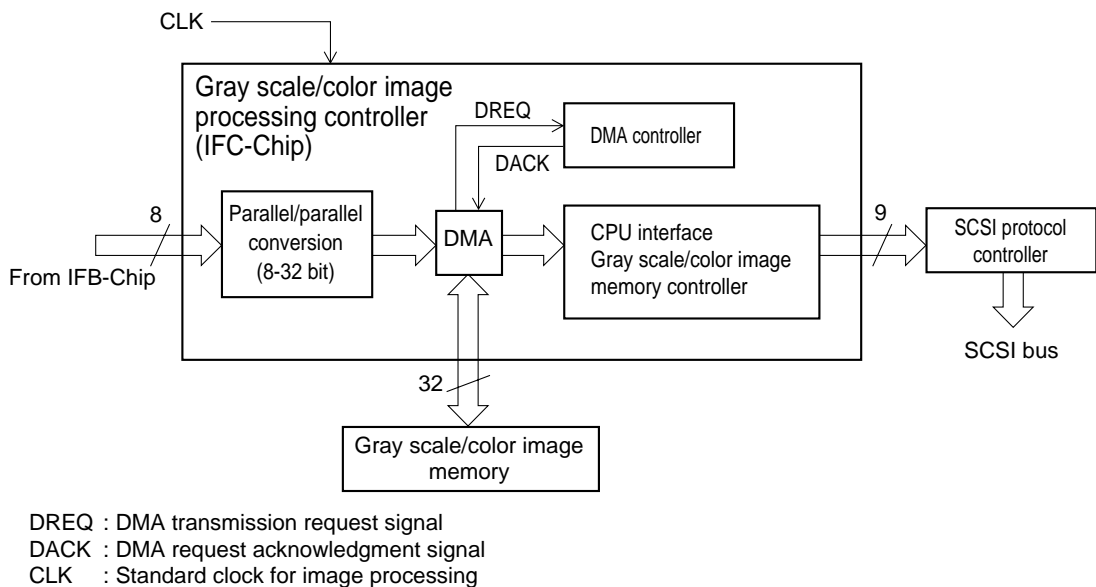 CLK
Gray scale/color image
processing controller
(IFC-Chip)
DREQ
DACK
DMA controller
8
From IFB-Chip
Parallel/parallel
conversion
(8-32 bit)
DMA
CPU interface
Gray scale/color image
memory controller
9
SCSI protocol
controller
SCSI bus
32
Gray scale/color image
memory
DREQ : DMA transmission request signal
DACK : DMA request acknowledgment signal
CLK : Standard clock for image processing